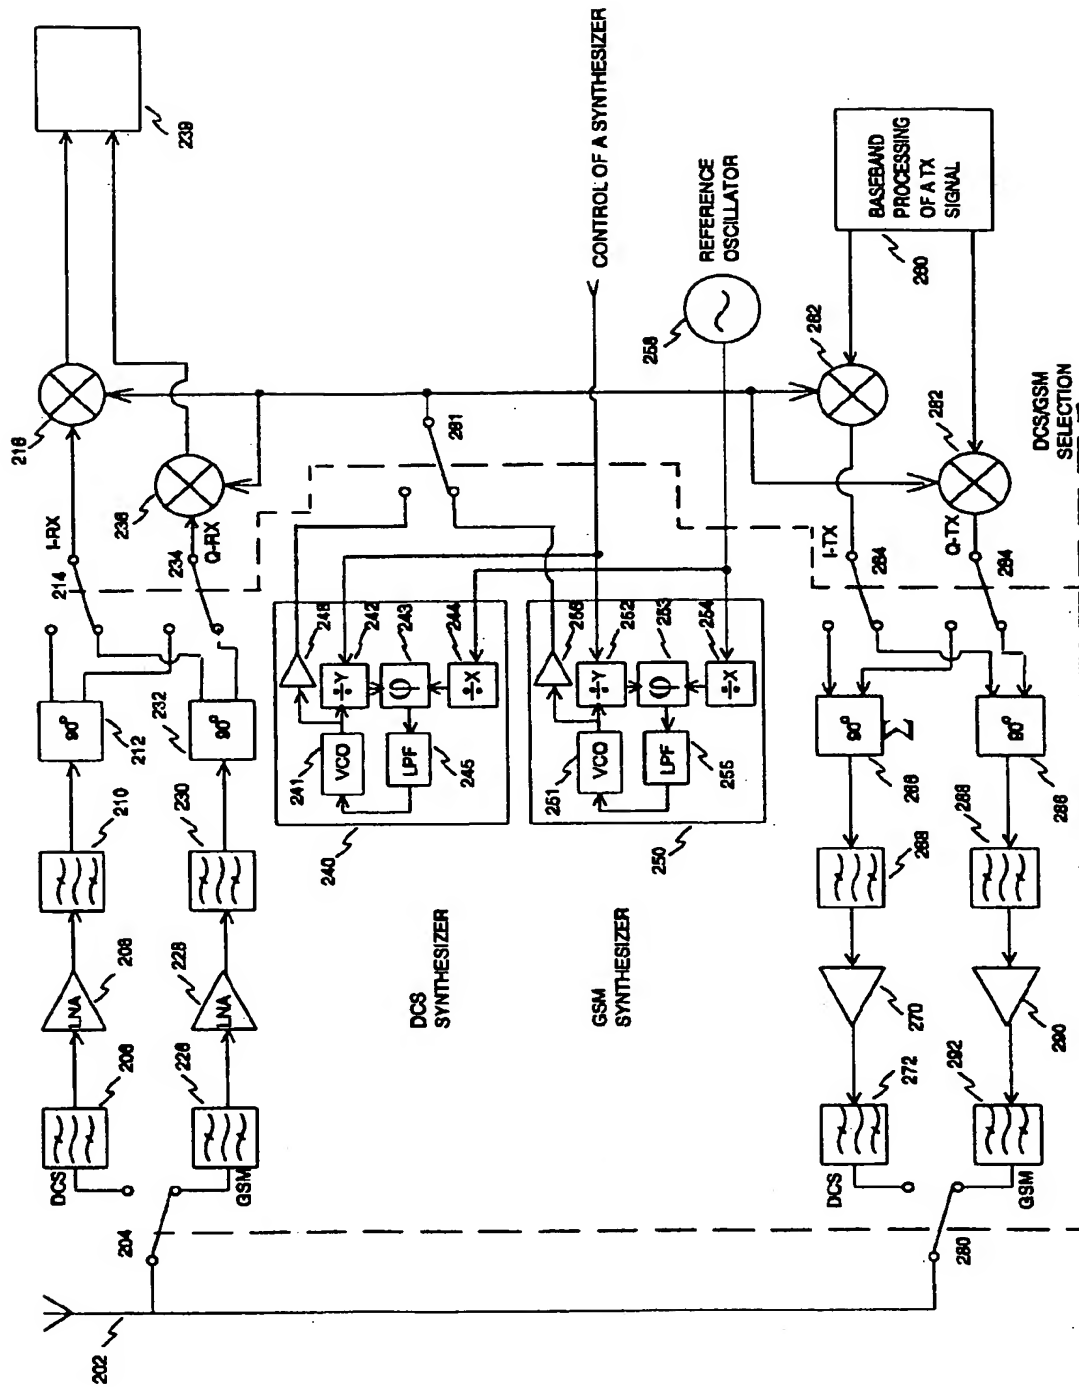 239
216
236
I-RX
Q-RX
214
234
CONTROL OF A SYNTHESIZER
REFERENCE
OSCILLATOR
258
261
BASEBAND
PROCESSING
OF A TX
SIGNAL
260
262
282
DCS/GSM
SELECTION
I-TX
Q-TX
264
284
90°
212
90°
232
210
230
LNA
208
LNA
228
206
226
DCS
GSM
204
202
246
242
243
244
÷Y
φ
÷X
VCO
LPF
241
245
240
DCS
SYNTHESIZER
256
252
253
254
÷Y
φ
÷X
VCO
LPF
251
255
250
GSM
SYNTHESIZER
90°
Σ
266
90°
286
268
288
270
290
272
292
DCS
GSM
280